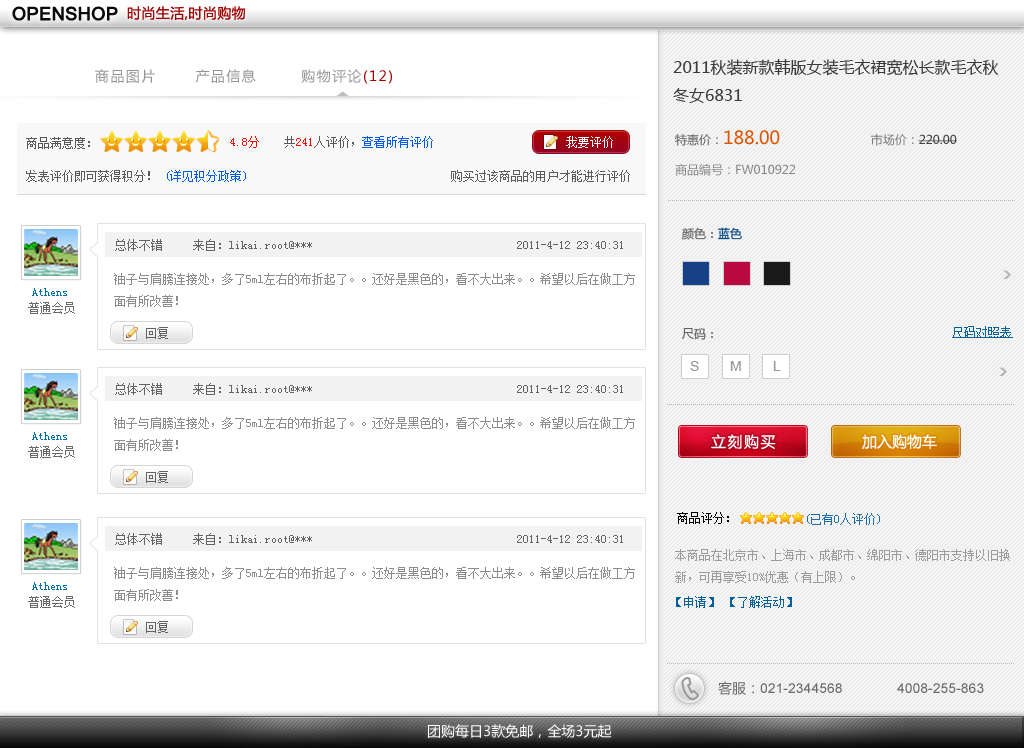 OPENSHOP 时尚生活,时尚购物
商品图片 产品信息 购物评论(12)
商品满意度: 4.8分 共241人评价, 查看所有评价 我要评价
发表评价即可获得积分! (详见积分政策) 购买过该商品的用户才能进行评价
总体不错 来自: likai.root@*** 2011-4-12 23:40:31
袖子与肩膀连接处, 多了5ml左右的布折起了。。还好是黑色的, 看不大出来。。希望以后在做工方
面有所改善!
Athens
普通会员
回复
总体不错 来自: likai.root@*** 2011-4-12 23:40:31
袖子与肩膀连接处, 多了5ml左右的布折起了。。还好是黑色的, 看不大出来。。希望以后在做工方
面有所改善!
Athens
普通会员
回复
总体不错 来自: likai.root@*** 2011-4-12 23:40:31
袖子与肩膀连接处, 多了5ml左右的布折起了。。还好是黑色的, 看不大出来。。希望以后在做工方
面有所改善!
Athens
普通会员
回复
2011秋装新款韩版女装毛衣裙宽松长款毛衣秋
冬女6831
特惠价：188.00 市场价：220.00
商品编号：FW010922
颜色：蓝色
尺码： 尺码对照表
S M L
立刻购买 加入购物车
商品评分: (已有0人评价)
本商品在北京市、上海市、成都市、绵阳市、德阳市支持以旧换
新，可再享受10%优惠（有上限）。
【申请】 【了解活动】
客服：021-2344568 4008-255-863
团购每日3款免邮，全场3元起